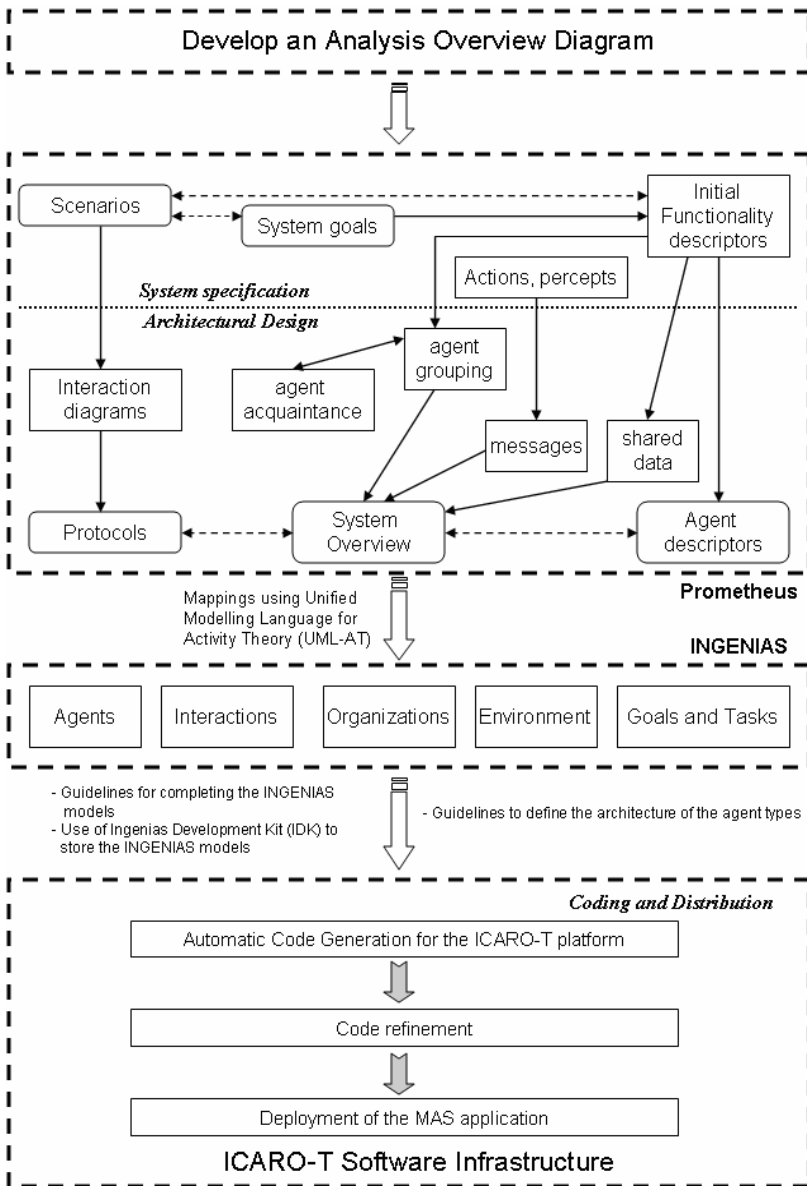 Develop an Analysis Overview Diagram
Scenarios
System goals
Initial
Functionality
descriptors
Actions, percepts
System specification
Architectural Design
Interaction
diagrams
agent
acquaintance
agent
grouping
messages
shared
data
Protocols
System
Overview
Agent
descriptors
Prometheus
Mappings using Unified
Modelling Language for
Activity Theory (UML-AT)
INGENIAS
Agents
Interactions
Organizations
Environment
Goals and Tasks
- Guidelines for completing the INGENIAS
models
- Use of Ingenias Development Kit (IDK) to
store the INGENIAS models
- Guidelines to define the architecture of the agent types
Coding and Distribution
Automatic Code Generation for the ICARO-T platform
Code refinement
Deployment of the MAS application
ICARO-T Software Infrastructure